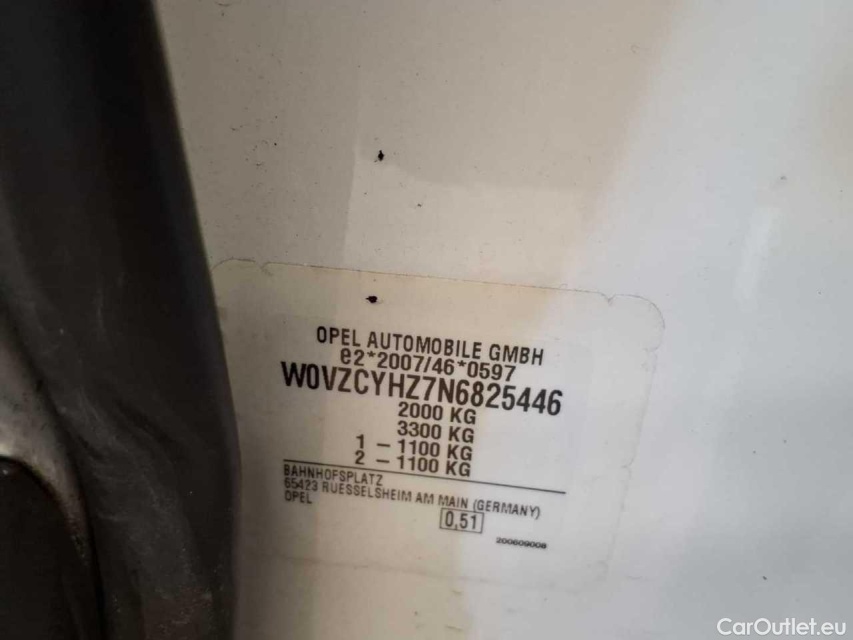 OPEL AUTOMOBILE GMBH
e2*2007/46*0597
W0VZCYHZ7N6825446
2000 KG
3300 KG
1 - 1100 KG
2 - 1100 KG
BAHNHOFSPLATZ
65423 RUESSELSHEIM AM MAIN (GERMANY)
OPEL
0.51
200609008
CarOutlet.eu